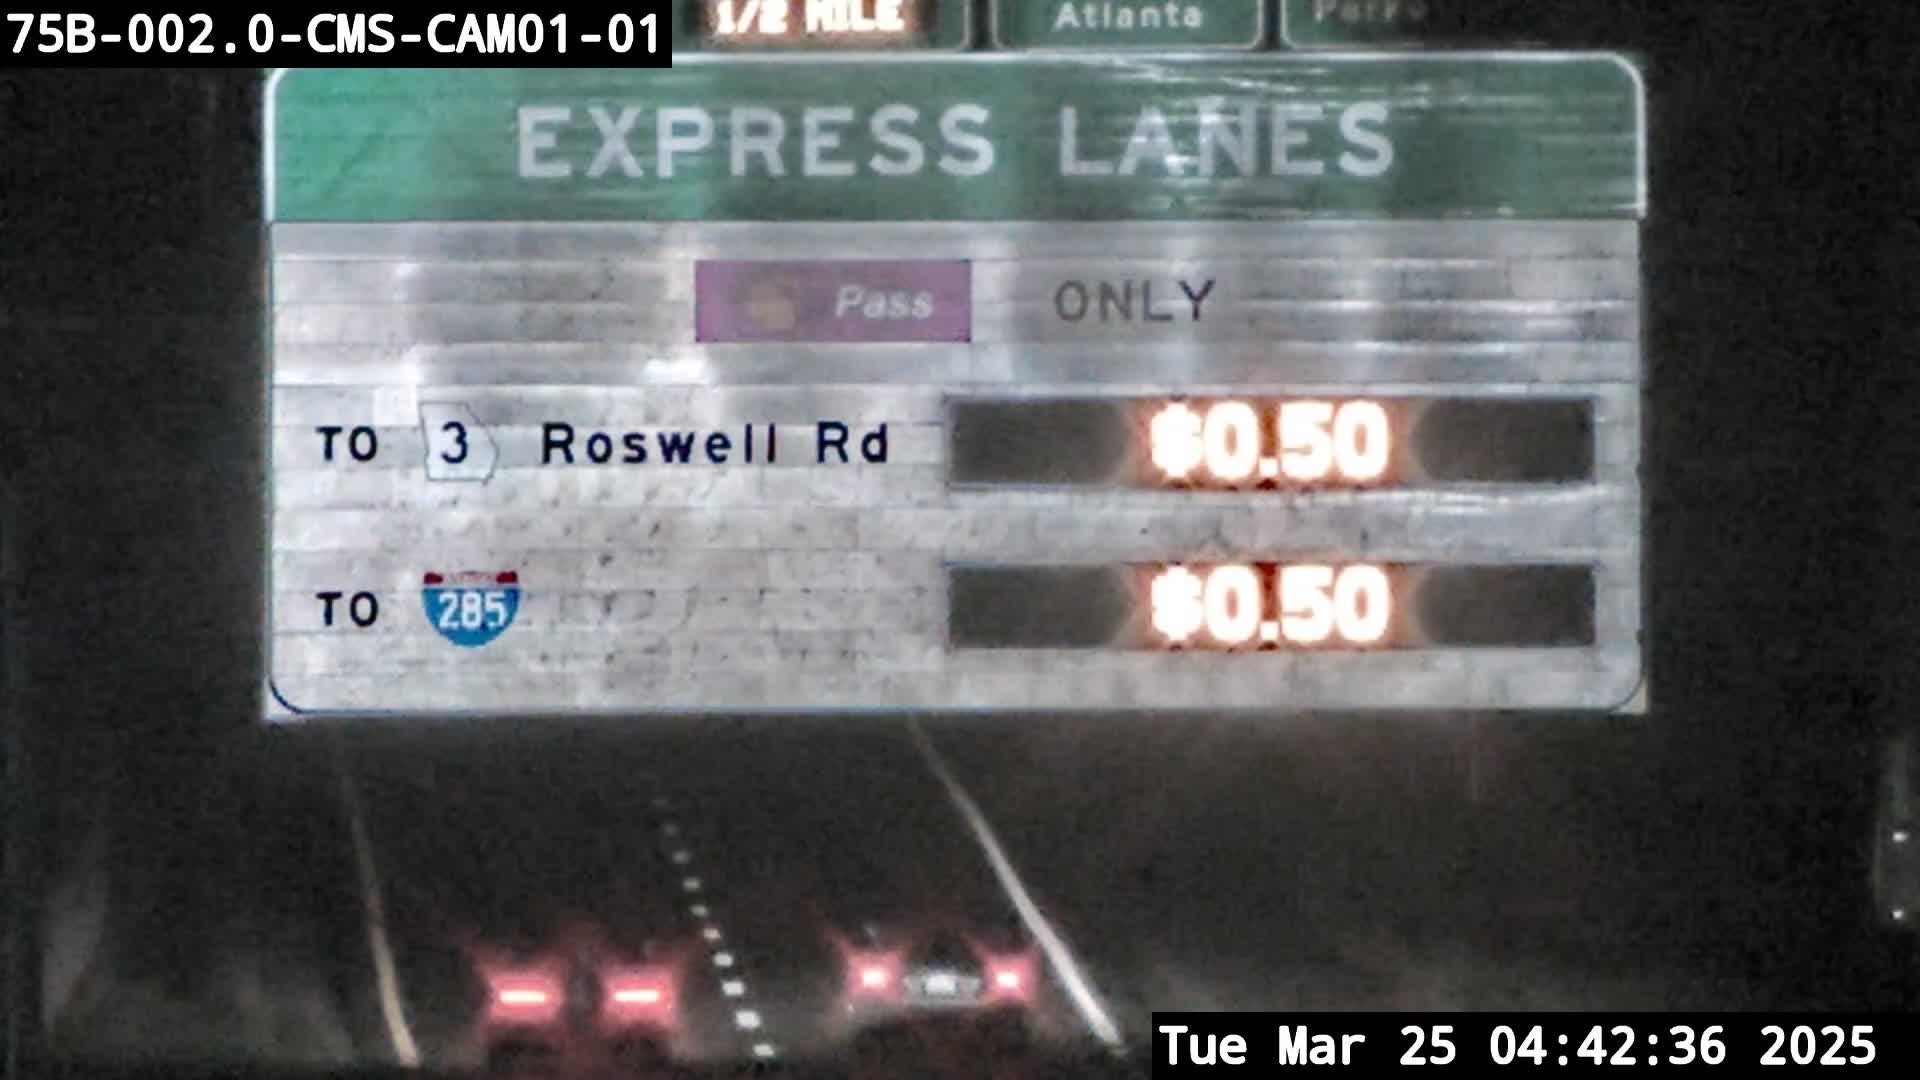 75B-002.0-CMS-CAM01-01
1/2 MILE
Atlanta
EXPRESS LANES
Pass ONLY
TO 3 Roswell Rd $0.50
TO 285 $0.50
Tue Mar 25 04:42:36 2025